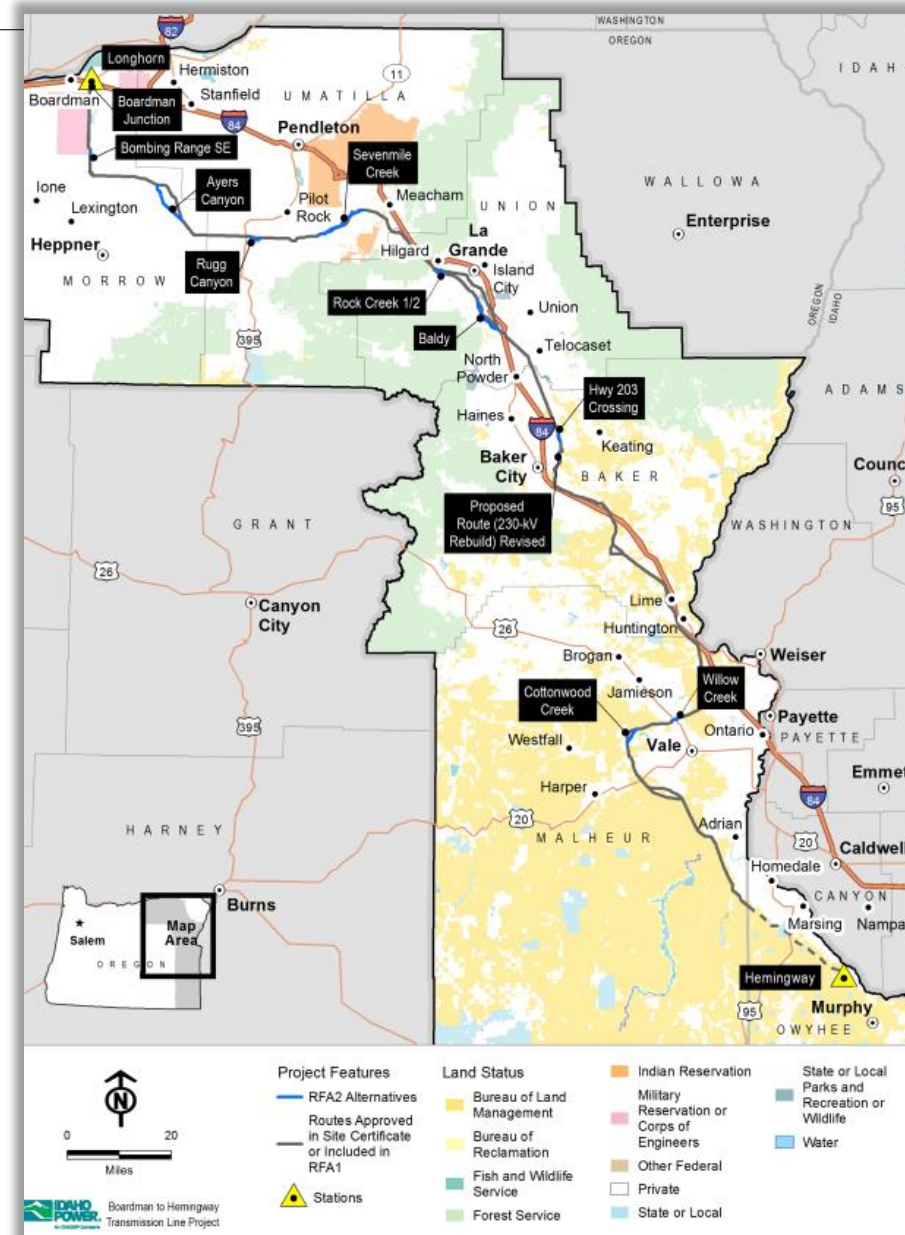 WASHINGTON
OREGON
82
IDAH
Longhorn
Hermiston
11
Boardman
Stanfield
UMATILLA
Boardman
Junction
84
Pendleton
Bombing Range SE
Sevenmile
Creek
WALLOWA
Ione
Ayers
Canyon
Meacham
Lexington
Pilot
Rock
UNION
Enterprise
Heppner
La
Grande
Hilgard
Island
City
MORROW
Rugg
Canyon
Rock Creek 1/2
Union
OREGON
IDAHO
395
Baldy
Telocaset
North
Powder
ADAMS
Hwy 203
Crossing
Haines
84
Keating
Baker
City
BAKER
Counc
95
Proposed
Route (230-kV
Rebuild) Revised
GRANT
WASHINGTON
26
Canyon
City
Lime
Huntington
26
Brogan
Weiser
Cottonwood
Creek
Jamieson
Willow
Creek
Payette
395
Westfall
Vale
Ontario
PAYETTE
Harper
Emmet
84
20
MALHEUR
Adrian
20
HARNEY
Caldwell
Homedale
CANYON
Burns
Marsing
Nampa
Salem
Map
Area
OREGON
Hemingway
95
Murphy
OWYHEE
N
0 20
Miles
IDAHO
POWER.
Boardman to Hemingway
Transmission Line Project
Project Features
RFA2 Alternatives
Routes Approved
in Site Certificate
or Included in
RFA1
Stations
Land Status
Bureau of Land
Management
Bureau of
Reclamation
Fish and Wildlife
Service
Forest Service
Indian Reservation
Military
Reservation or
Corps of
Engineers
Other Federal
Private
State or Local
State or Local
Parks and
Recreation or
Wildlife
Water